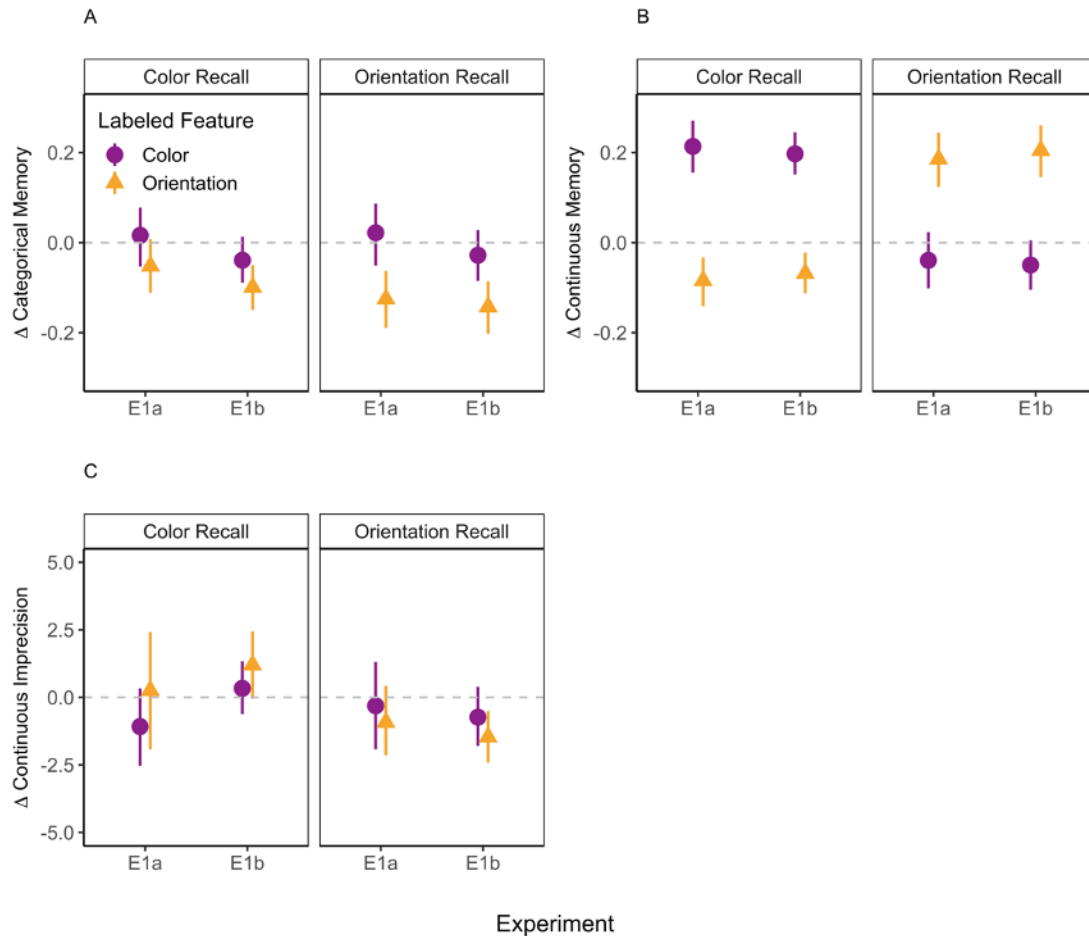 A
Color Recall
Orientation Recall
Labeled Feature
Color
Orientation
Δ Categorical Memory
0.2
0.0
-0.2
E1a
E1b
E1a
E1b
B
Color Recall
Orientation Recall
Δ Continuous Memory
0.2
0.0
-0.2
E1a
E1b
E1a
E1b
C
Color Recall
Orientation Recall
Δ Continuous Imprecision
5.0
2.5
0.0
-2.5
-5.0
E1a
E1b
E1a
E1b
Experiment